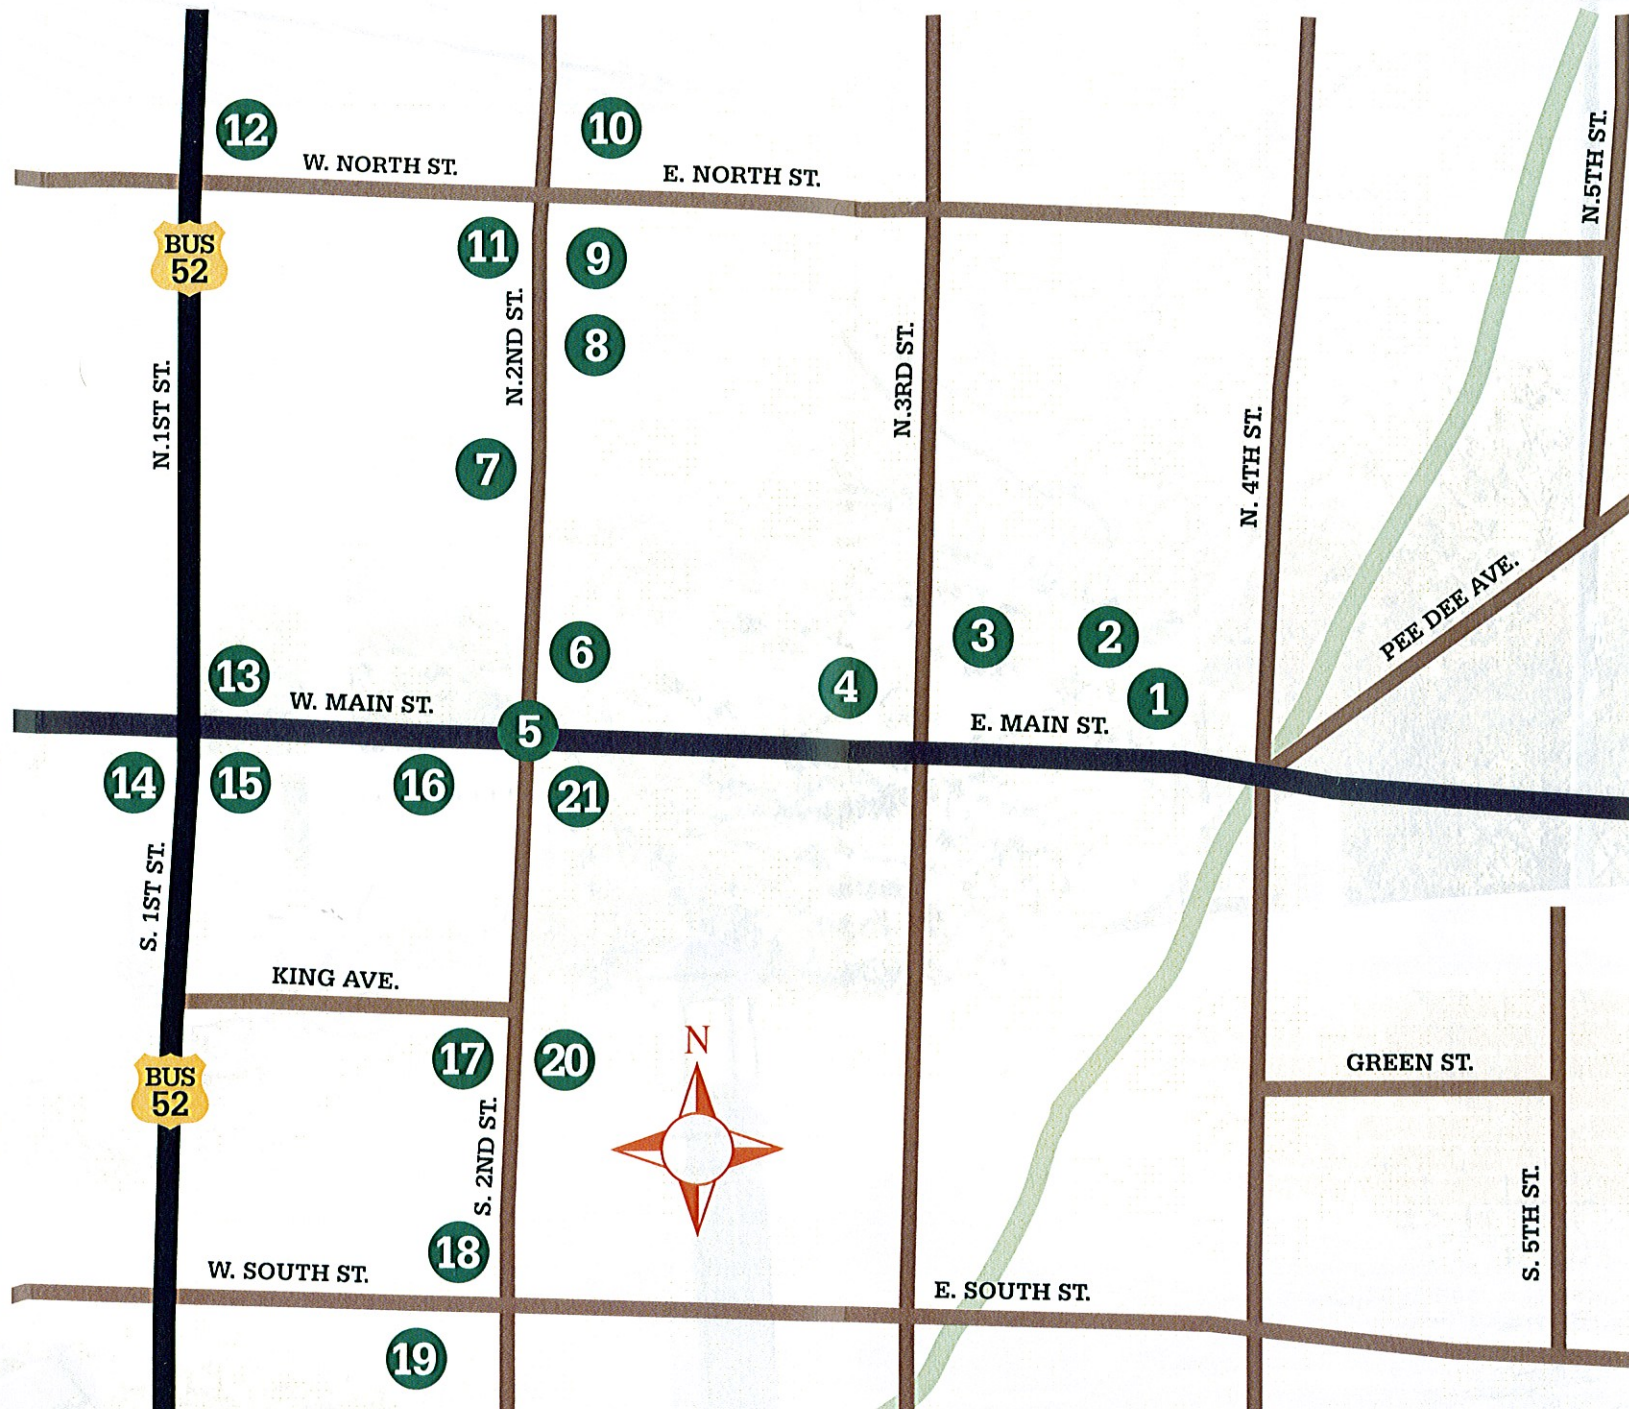 12
10
W. NORTH ST.
E. NORTH ST.
N.5TH ST.
BUS
52
11
9
N.2ND ST.
8
N.1ST ST.
N.3RD ST.
N. 4TH ST.
7
PEE DEE AVE.
6
3
2
13
4
1
W. MAIN ST.
5
E. MAIN ST.
14
15
16
21
S. 1ST ST.
KING AVE.
17
20
N
BUS
52
GREEN ST.
S. 2ND ST.
S. 5TH ST.
18
W. SOUTH ST.
E. SOUTH ST.
19